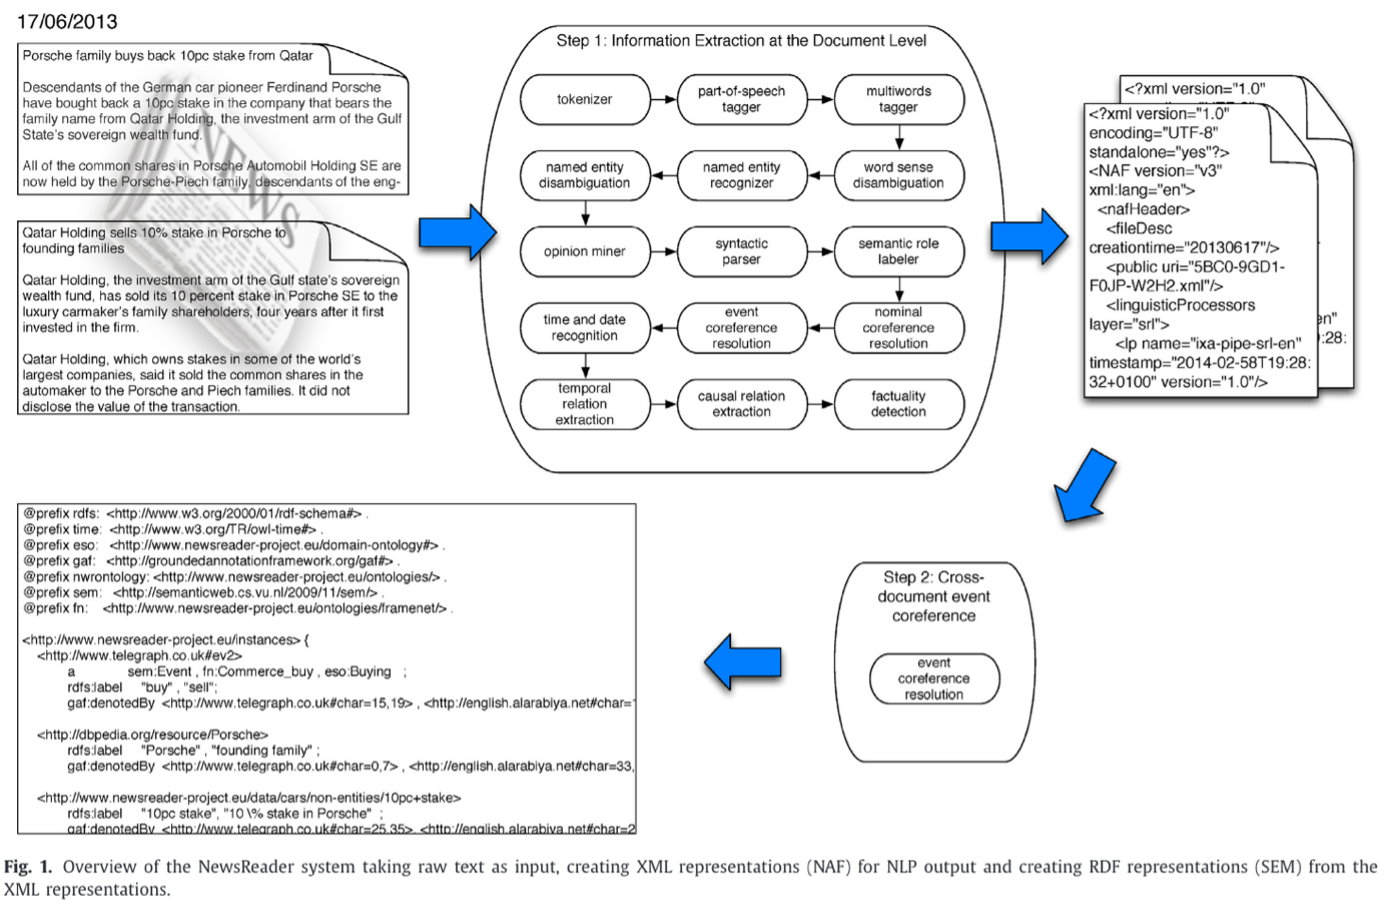 17/06/2013
Porsche family buys back 10pc stake from Qatar
Descendants of the German car pioneer Ferdinand Porsche
have bought back a 10pc stake in the company that bears the
family name from Qatar Holding, the investment arm of the Gulf
State's sovereign wealth fund.
All of the common shares in Porsche Automobil Holding SE are
now held by the Porsche-Piech family, descendants of the eng-
NEWS
Qatar Holding sells 10% stake in Porsche to
founding families
Qatar Holding, the investment arm of the Gulf state's sovereign
wealth fund, has sold its 10 percent stake in Porsche SE to the
luxury carmaker's family shareholders, four years after it first
invested in the firm.
Qatar Holding, which owns stakes in some of the world's
largest companies, said it sold the common shares in the
automaker to the Porsche and Piech families. It did not
disclose the value of the transaction.
Step 1: Information Extraction at the Document Level
tokenizer
part-of-speech
tagger
multiwords
tagger
named entity
disambiguation
named entity
recognizer
word sense
disambiguation
opinion miner
syntactic
parser
semantic role
labeler
time and date
recognition
event
coreference
resolution
nominal
coreference
resolution
temporal
relation
extraction
causal relation
extraction
factuality
detection
<?xml version="1.0"
<?xml version="1.0"
encoding="UTF-8"
standalone="yes"?>
<NAF version="v3"
xml:lang="en">
<nafHeader>
<fileDesc
creationtime="20130617"/>
<public uri="5BC0-9GD1-
F0JP-W2H2.xml"/>
<linguisticProcessors
layer="srl">
<lp name="ixa-pipe-srl-en"
timestamp="2014-02-58T19:28:
32+0100" version="1.0"/>
en"
:28:
Step 2: Cross-
document event
coreference
event
coreference
resolution
@prefix rdfs: <http://www.w3.org/2000/01/rdf-schema#> .
@prefix time: <http://www.w3.org/TR/owl-time#> .
@prefix eso: <http://www.newsreader-project.eu/domain-ontology#> .
@prefix gaf: <http://groundedannotationframework.org/gaf#> .
@prefix nwrontology: <http://www.newsreader-project.eu/ontologies/> .
@prefix sem: <http://semanticweb.cs.vu.nl/2009/11/sem/> .
@prefix fn: <http://www.newsreader-project.eu/ontologies/framenet/> .
<http://www.newsreader-project.eu/instances> {
<http://www.telegraph.co.uk#ev2>
a sem:Event , fn:Commerce_buy , eso:Buying ;
rdfs:label "buy" , "sell";
gaf:denotedBy <http://www.telegraph.co.uk#char=15,19> , <http://english.alarabiya.net#char=
<http://dbpedia.org/resource/Porsche>
rdfs:label "Porsche" , "founding family" ;
gaf:denotedBy <http://www.telegraph.co.uk#char=0,7> , <http://english.alarabiya.net#char=33,
<http://www.newsreader-project.eu/data/cars/non-entities/10pc+stake>
rdfs:label "10pc stake", "10 \% stake in Porsche" ;
gaf:denotedBy <http://www.telegraph.co.uk#char=25,35>, <http://english.alarabiya.net#char=2
Fig. 1. Overview of the NewsReader system taking raw text as input, creating XML representations (NAF) for NLP output and creating RDF representations (SEM) from the
XML representations.